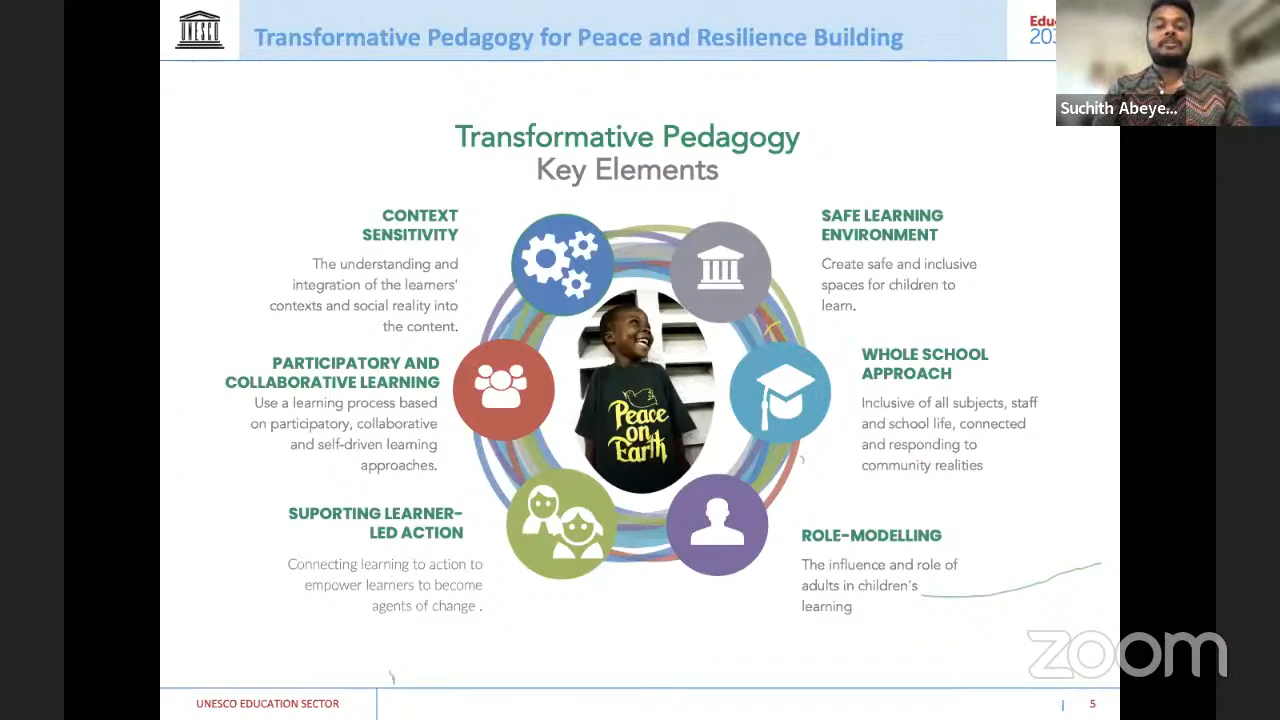 UNESCO
Transformative Pedagogy for Peace and Resilience Building
Suchith Abeye...
Transformative Pedagogy
Key Elements
CONTEXT
SENSITIVITY
The understanding and
integration of the learners'
contexts and social reality into
the content.
PARTICIPATORY AND
COLLABORATIVE LEARNING
Use a learning process based
on participatory, collaborative
and self-driven learning
approaches.
SUPORTING LEARNER-
LED ACTION
Connecting learning to action to
empower learners to become
agents of change .
SAFE LEARNING
ENVIRONMENT
Create safe and inclusive
spaces for children to
learn.
WHOLE SCHOOL
APPROACH
Inclusive of all subjects, staff
and school life, connected
and responding to
community realities
ROLE-MODELLING
The influence and role of
adults in children's
learning
Peace
on
Earth
zoom
UNESCO EDUCATION SECTOR
5